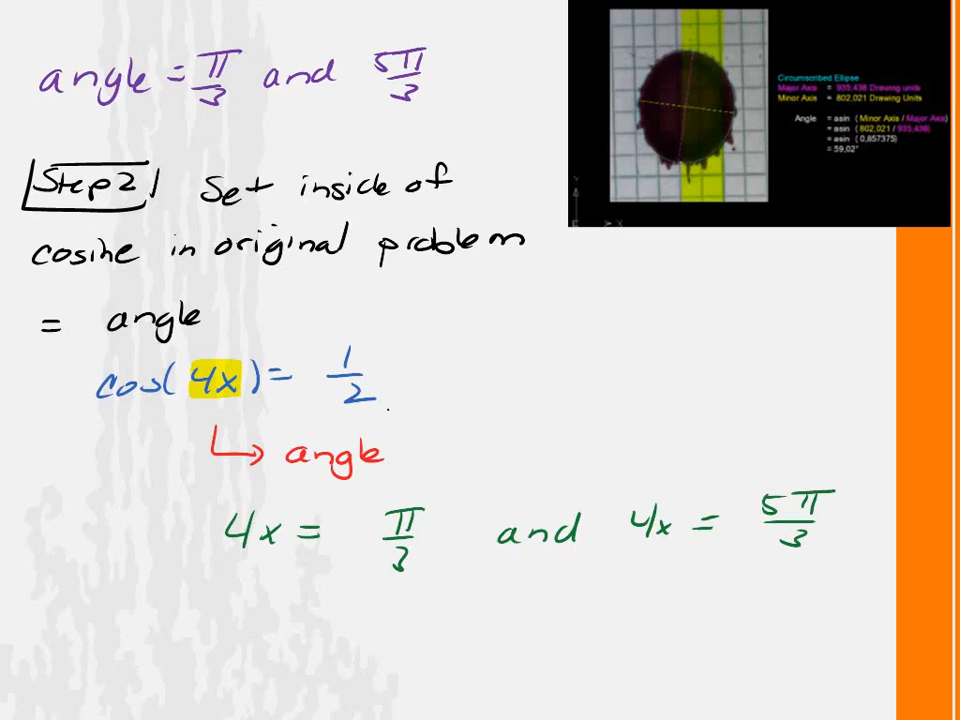 angle = π/3 and 5π/3
Step 2 Set inside of
cosine in original problem
= angle
cos(4x) = 1/2
angle
4x = π/3 and 4x = 5π/3
Circumscribed Ellipse
Major Axis = 935,438 Drawing units
Minor Axis = 802,021 Drawing Units
Angle = asin ( Minor Axis / Major Axis)
= asin ( 802,021 / 935,438)
= asin ( 0,857375)
= 59,02°
Y
X